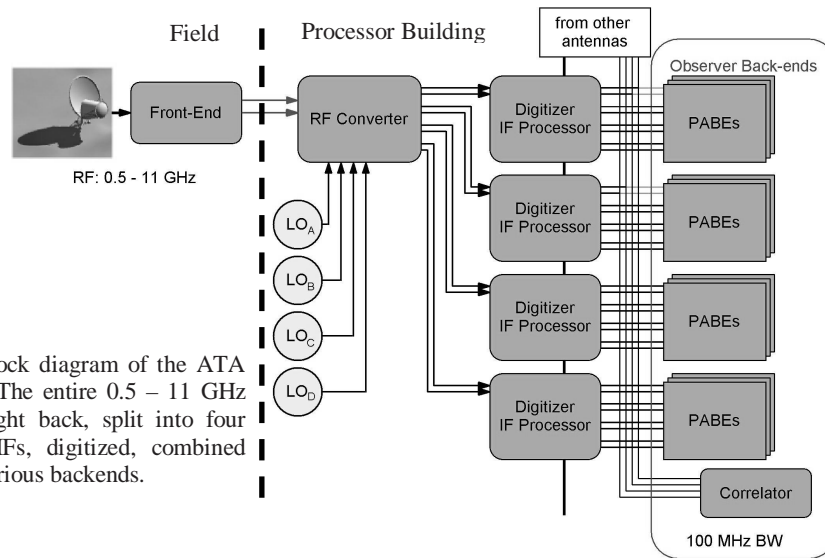 Field
Processor Building
from other
antennas
Observer Back-ends
Front-End
RF Converter
Digitizer
IF Processor
PABEs
RF: 0.5 - 11 GHz
LOA
Digitizer
IF Processor
PABEs
LOB
LOC
Digitizer
IF Processor
PABEs
LOD
Digitizer
IF Processor
PABEs
ock diagram of the ATA
The entire 0.5 – 11 GHz
ght back, split into four
IFs, digitized, combined
rious backends.
Correlator
100 MHz BW